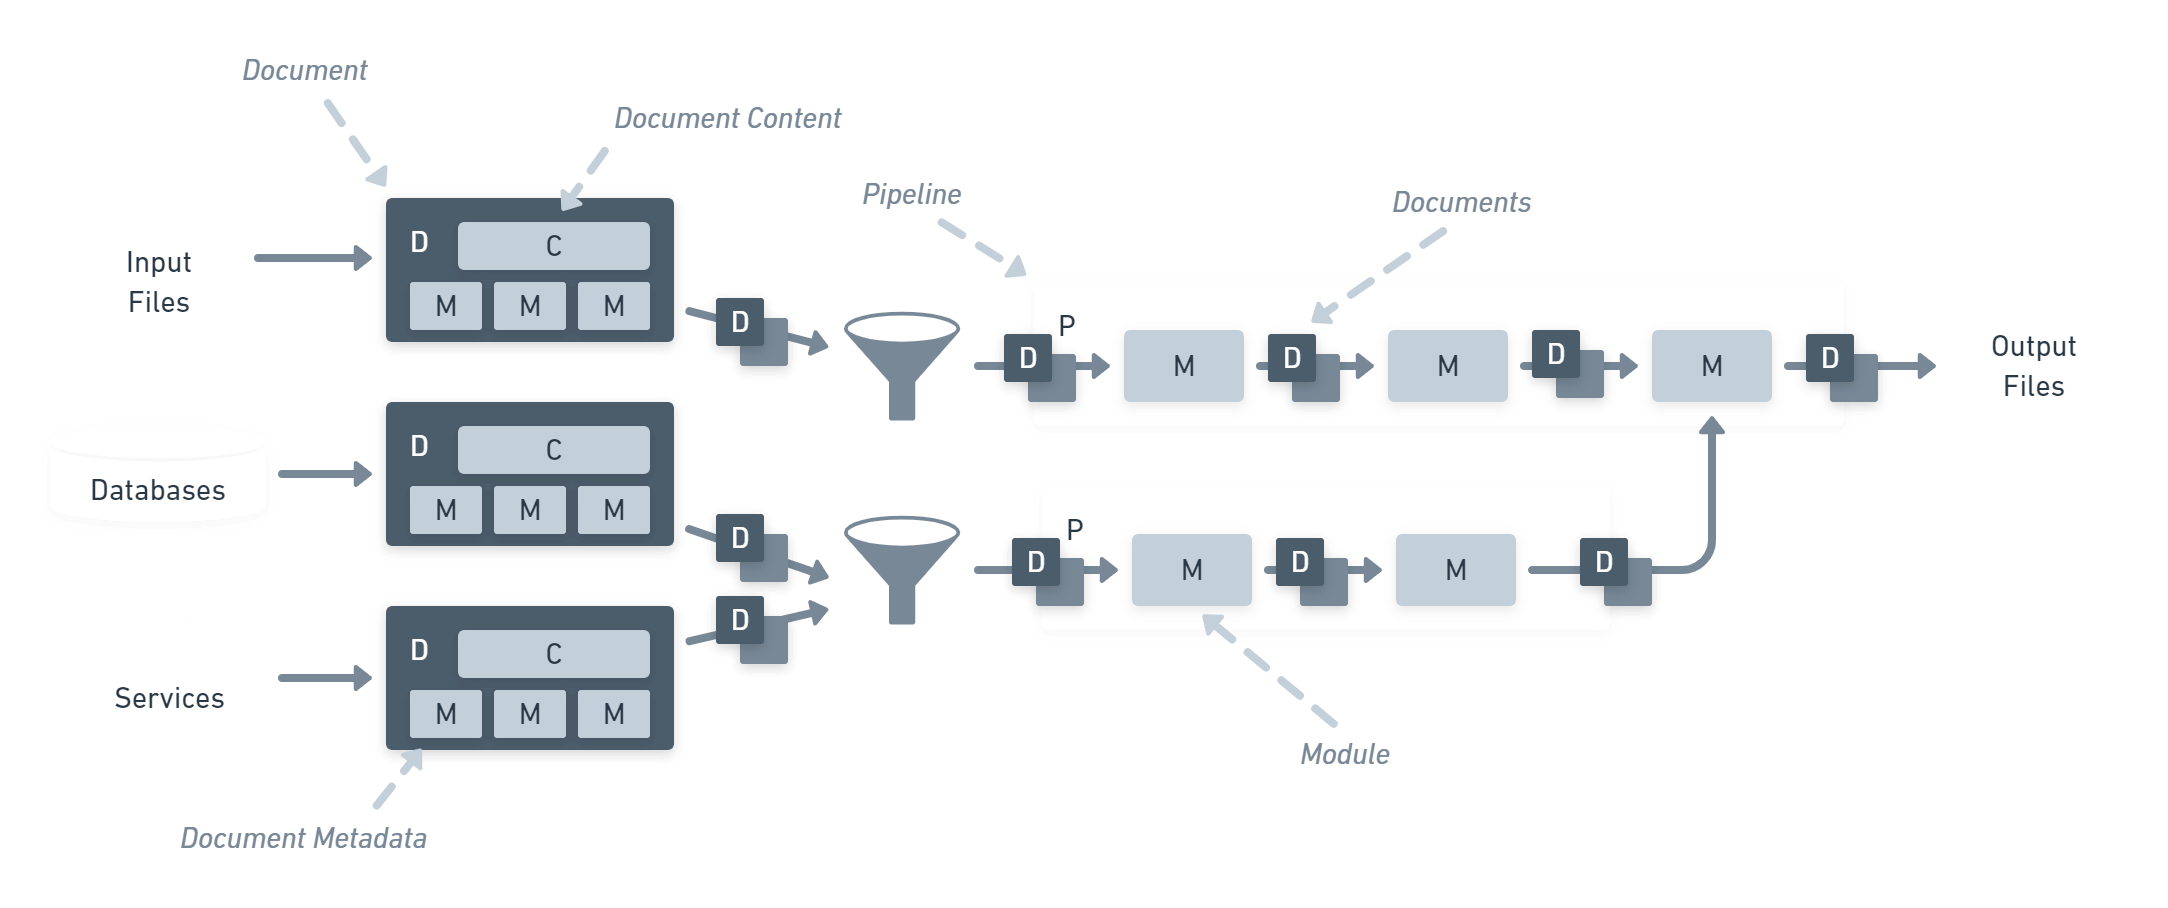 Document
Document Content
Pipeline
Documents
Input
Files
D
C
M M M
D
P
D
M
D
M
D
M
D
Output
Files
Databases
D
C
M M M
D
P
D
M
D
M
D
Services
D
C
M M M
D
Module
Document Metadata